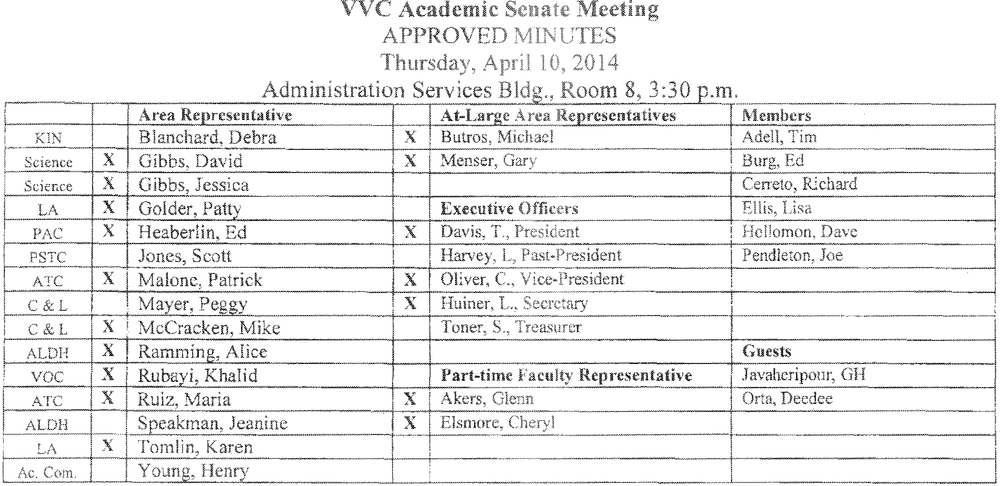 VVC Academic Senate Meeting
APPROVED MINUTES
Thursday, April 10, 2014
Administration Services Bldg., Room 8, 3:30 p.m.
Area Representative At-Large Area Representatives Members
KIN Blanchard, Debra X Butros, Michael Adell, Tim
Science X Gibbs, David X Menser, Gary Burg, Ed
Science X Gibbs, Jessica Cerreto, Richard
LA X Golder, Patty Executive Officers Ellis, Lisa
PAC X Heaberlin, Ed X Davis, T., President Hollomon, Dave
PSTC Jones, Scott Harvey, L, Past-President Pendleton, Joe
ATC X Malone, Patrick X Oliver, C., Vice-President
C & L Mayer, Peggy X Huiner, L., Secretary
C & L X McCracken, Mike Toner, S., Treasurer
ALDH X Ramming, Alice Guests
VOC X Rubayi, Khalid Part-time Faculty Representative Javaheripour, GH
ATC X Ruiz, Maria X Akers, Glenn Orta, Deedee
ALDH Speakman, Jeanine X Elsmore, Cheryl
LA X Tomlin, Karen
Ac. Com. Young, Henry